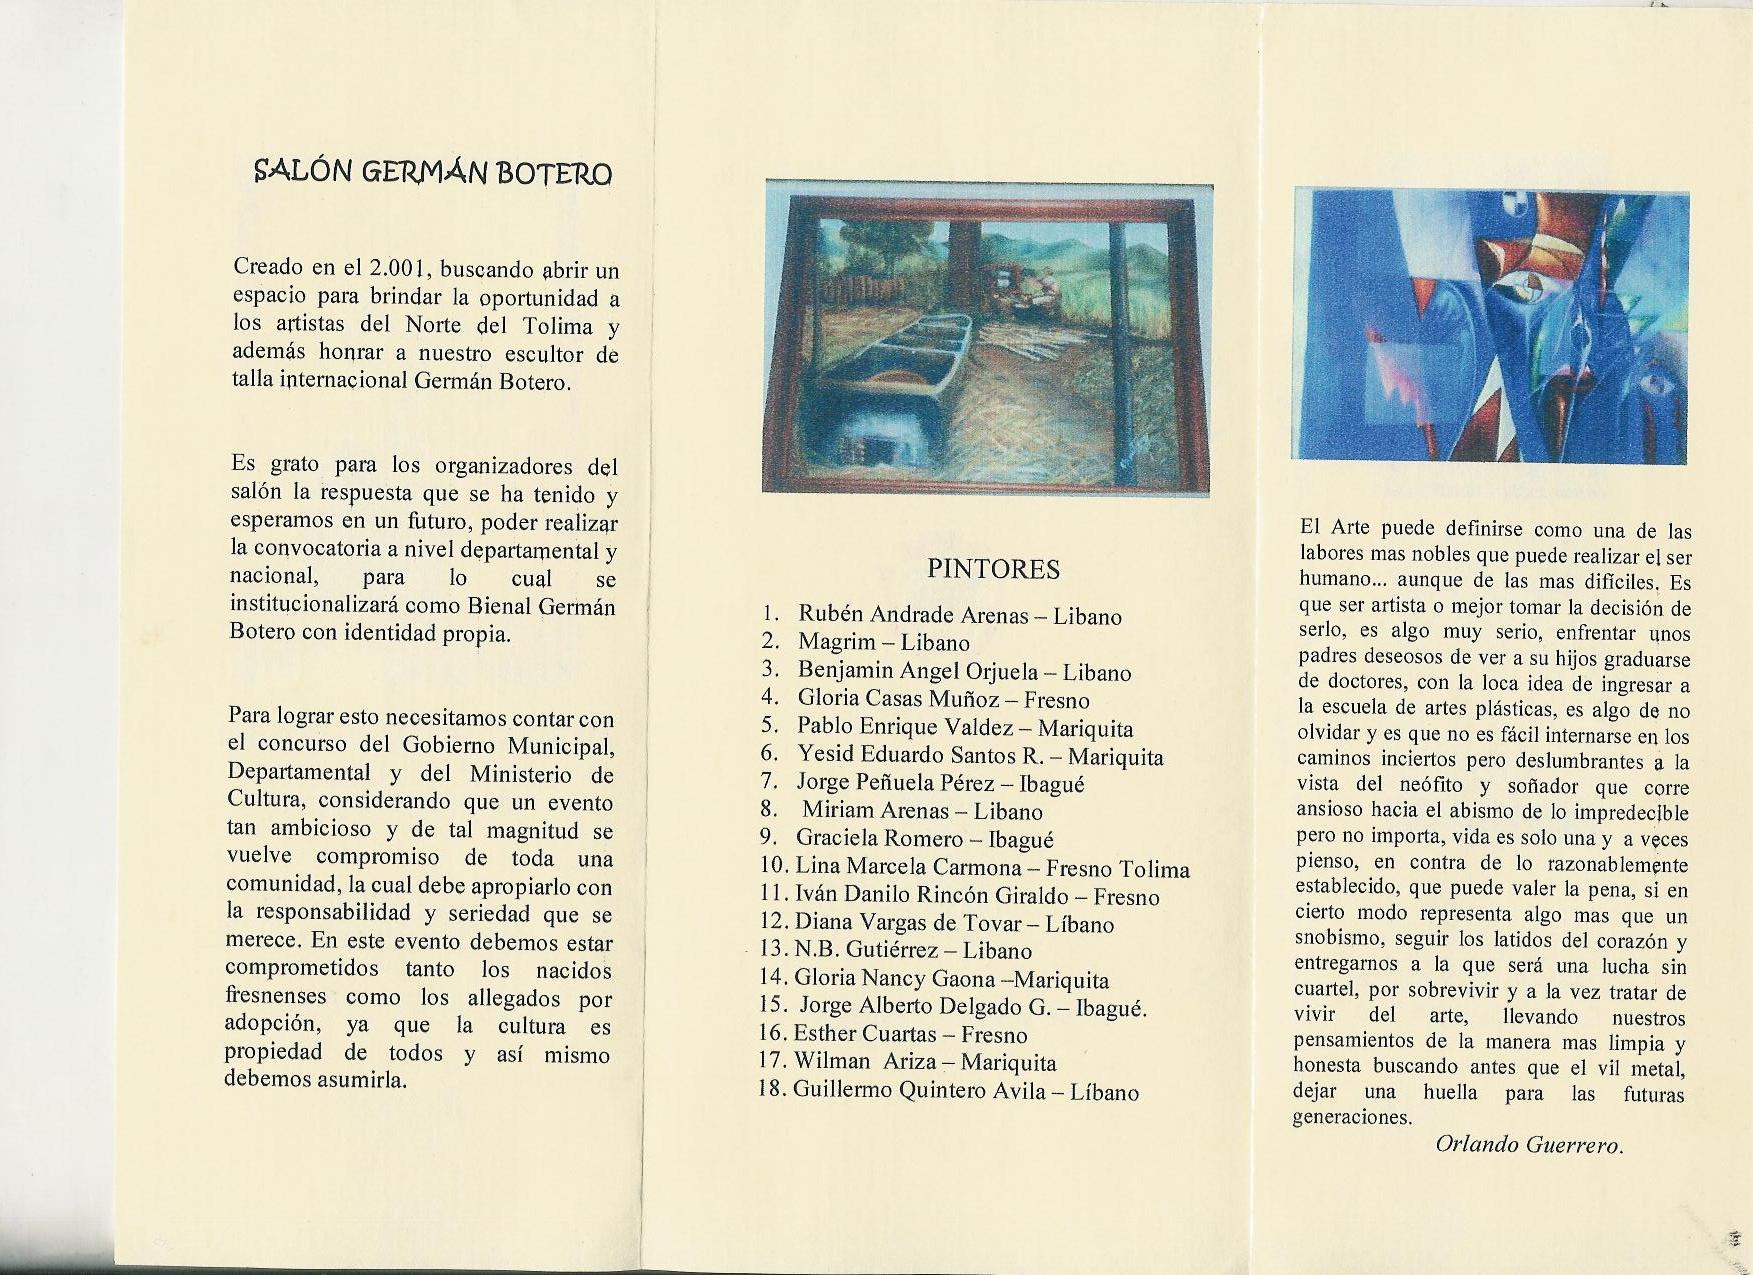 SALÓN GERMÁN BOTERO
Creado en el 2.001, buscando abrir un
espacio para brindar la oportunidad a
los artistas del Norte del Tolima y
además honrar a nuestro escultor de
talla internacional Germán Botero.
Es grato para los organizadores del
salón la respuesta que se ha tenido y
esperamos en un futuro, poder realizar
la convocatoria a nivel departamental y
nacional, para lo cual se
institucionalizará como Bienal Germán
Botero con identidad propia.
Para lograr esto necesitamos contar con
el concurso del Gobierno Municipal,
Departamental y del Ministerio de
Cultura, considerando que un evento
tan ambicioso y de tal magnitud se
vuelve compromiso de toda una
comunidad, la cual debe apropiarlo con
la responsabilidad y seriedad que se
merece. En este evento debemos estar
comprometidos tanto los nacidos
fresnenses como los allegados por
adopción, ya que la cultura es
propiedad de todos y así mismo
debemos asumirla.
PINTORES
1. Rubén Andrade Arenas – Libano
2. Magrim – Libano
3. Benjamin Angel Orjuela – Libano
4. Gloria Casas Muñoz – Fresno
5. Pablo Enrique Valdez – Mariquita
6. Yesid Eduardo Santos R. – Mariquita
7. Jorge Peñuela Pérez – Ibagué
8. Miriam Arenas – Libano
9. Graciela Romero – Ibagué
10. Lina Marcela Carmona – Fresno Tolima
11. Iván Danilo Rincón Giraldo – Fresno
12. Diana Vargas de Tovar – Líbano
13. N.B. Gutiérrez – Libano
14. Gloria Nancy Gaona –Mariquita
15. Jorge Alberto Delgado G. – Ibagué.
16. Esther Cuartas – Fresno
17. Wilman Ariza – Mariquita
18. Guillermo Quintero Avila – Líbano
El Arte puede definirse como una de las
labores mas nobles que puede realizar el ser
humano... aunque de las mas difíciles. Es
que ser artista o mejor tomar la decisión de
serlo, es algo muy serio, enfrentar unos
padres deseosos de ver a su hijos graduarse
de doctores, con la loca idea de ingresar a
la escuela de artes plásticas, es algo de no
olvidar y es que no es fácil internarse en los
caminos inciertos pero deslumbrantes a la
vista del neófito y soñador que corre
ansioso hacia el abismo de lo impredecible
pero no importa, vida es solo una y a veces
pienso, en contra de lo razonablemente
establecido, que puede valer la pena, si en
cierto modo representa algo mas que un
snobismo, seguir los latidos del corazón y
entregarnos a la que será una lucha sin
cuartel, por sobrevivir y a la vez tratar de
vivir del arte, llevando nuestros
pensamientos de la manera mas limpia y
honesta buscando antes que el vil metal,
dejar una huella para las futuras
generaciones.
Orlando Guerrero.